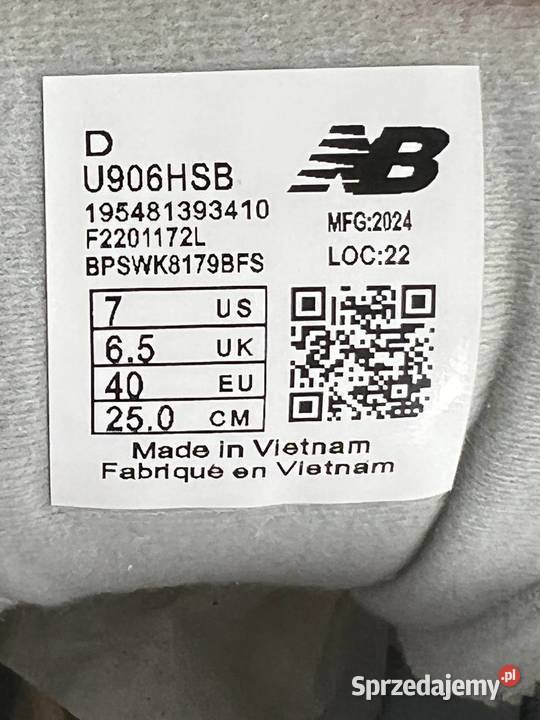 D
U906HSB
195481393410
F2201172L
BPSWK8179BFS
NB
MFG:2024
LOC:22
7 US
6.5 UK
40 EU
25.0 CM
Made in Vietnam
Fabriqué en Vietnam
Sprzedajemy.pl